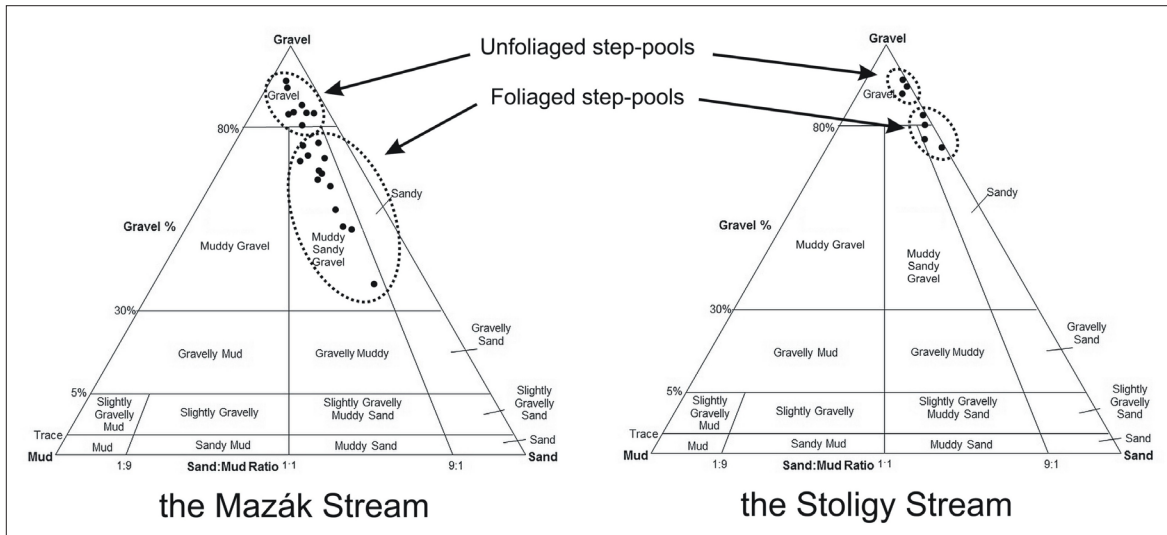 Unfoliaged step-pools
Foliaged step-pools
Gravel
Gravel
80%
Sandy
Gravel %
Muddy Gravel
Muddy
Sandy
Gravel
30%
Gravelly
Sand
Gravelly Mud
Gravelly Muddy
5%
Slightly
Gravelly
Mud
Slightly Gravelly
Slightly Gravelly
Muddy Sand
Slightly
Gravelly
Sand
Trace
Mud
Sandy Mud
Muddy Sand
Sand
Mud
1:9
Sand:Mud Ratio
1:1
9:1
Sand
the Mazák Stream
Gravel
Gravel
80%
Sandy
Gravel %
Muddy Gravel
Muddy
Sandy
Gravel
30%
Gravelly
Sand
Gravelly Mud
Gravelly Muddy
5%
Slightly
Gravelly
Mud
Slightly Gravelly
Slightly Gravelly
Muddy Sand
Slightly
Gravelly
Sand
Trace
Mud
Sandy Mud
Muddy Sand
Sand
Mud
1:9
Sand:Mud Ratio
1:1
9:1
Sand
the Stoligy Stream